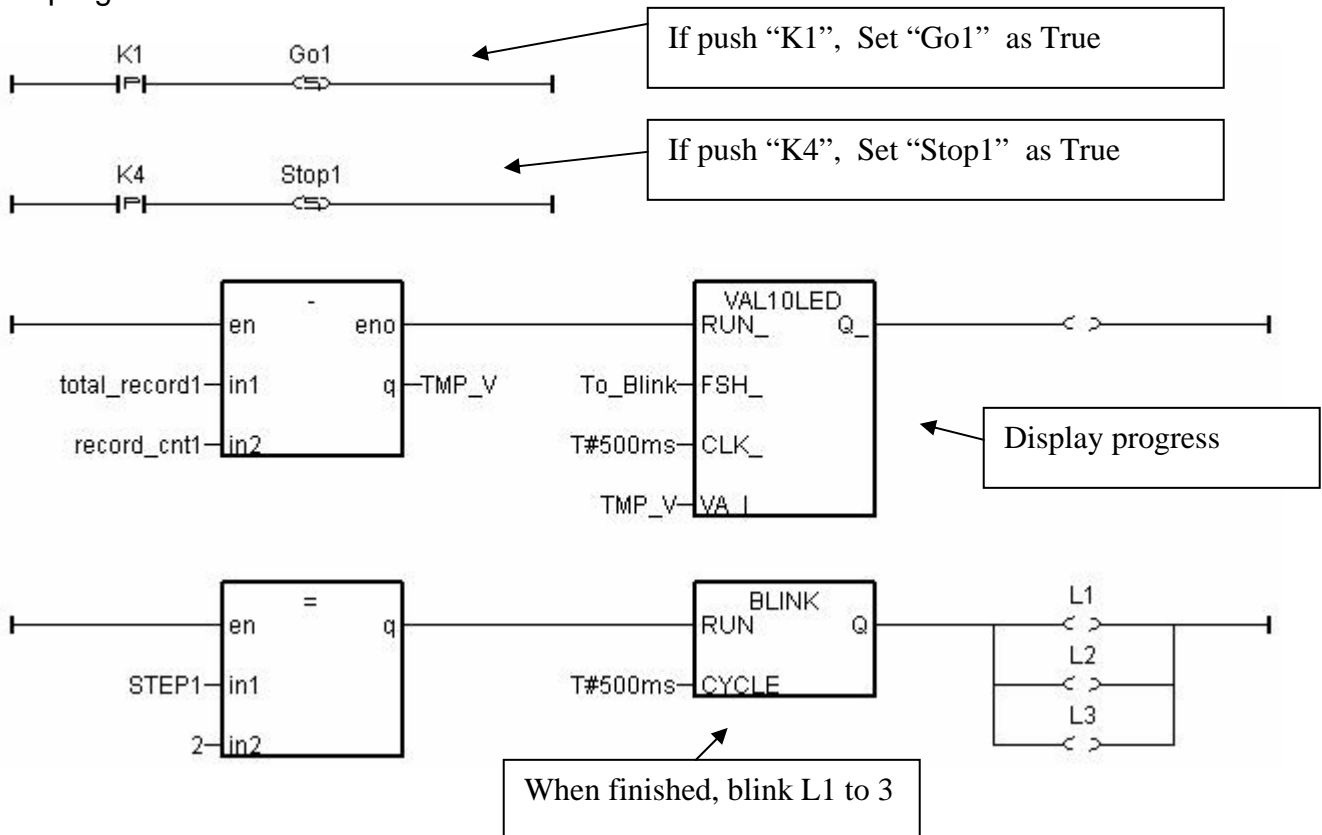 If push “K1”,  Set “Go1”  as True
K1 Go1
P S
If push “K4”,  Set “Stop1”  as True
K4 Stop1
P S
- VAL10LED
en eno RUN_ Q_
total_record1 in1 q TMP_V To_Blink FSH_
record_cnt1 in2 T#500ms CLK_
Display progress
TMP_V
= BLINK L1
en q RUN Q
L2
STEP1 in1 T#500ms CYCLE
L3
2 in2
When finished, blink L1 to 3